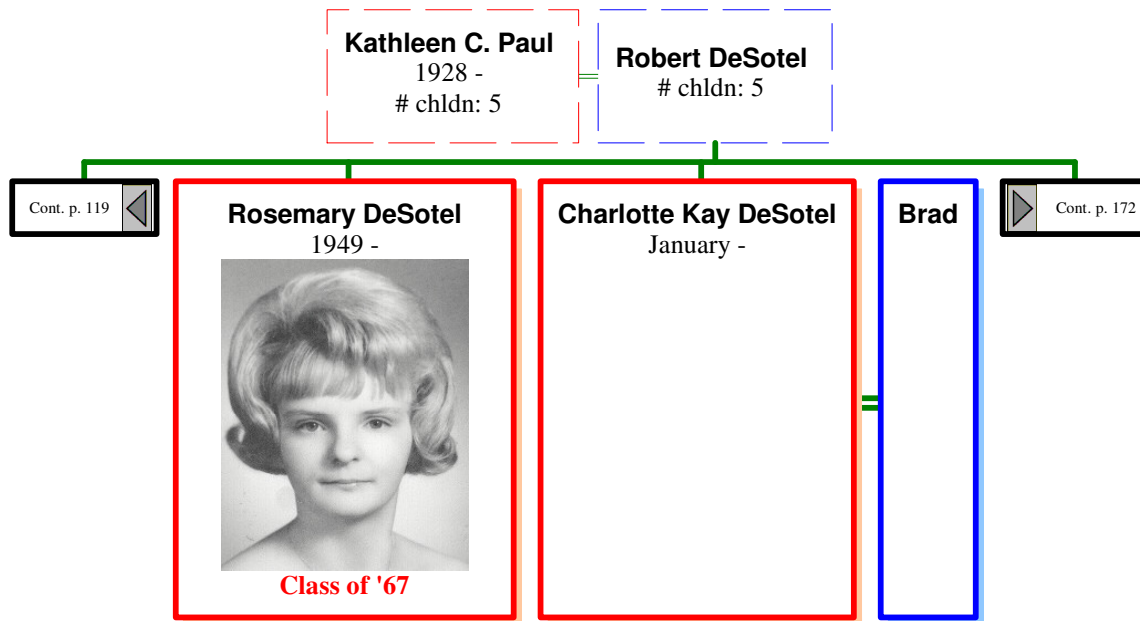 Kathleen C. Paul
1928 -
# chldn: 5
Robert DeSotel
# chldn: 5
Cont. p. 119
Rosemary DeSotel
1949 -
Class of '67
Charlotte Kay DeSotel
January -
Brad
Cont. p. 172